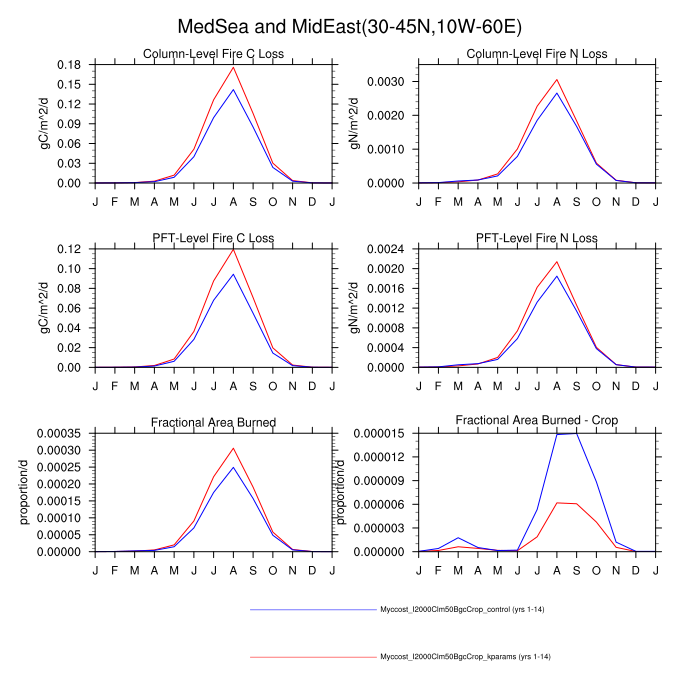 MedSea and MidEast(30-45N,10W-60E)
Column-Level Fire C Loss
gC/m^2/d
0.18
0.15
0.12
0.09
0.06
0.03
0.00
J F M A M J J A S O N D J
Column-Level Fire N Loss
gN/m^2/d
0.0030
0.0020
0.0010
0.0000
J F M A M J J A S O N D J
PFT-Level Fire C Loss
gC/m^2/d
0.12
0.10
0.08
0.06
0.04
0.02
0.00
J F M A M J J A S O N D J
PFT-Level Fire N Loss
gN/m^2/d
0.0024
0.0020
0.0016
0.0012
0.0008
0.0004
0.0000
J F M A M J J A S O N D J
Fractional Area Burned
proportion/d
0.00035
0.00030
0.00025
0.00020
0.00015
0.00010
0.00005
0.00000
J F M A M J J A S O N D J
Fractional Area Burned - Crop
proportion/d
0.000015
0.000012
0.000009
0.000006
0.000003
0.000000
J F M A M J J A S O N D J
Myccost_I2000Clm50BgcCrop_control (yrs 1-14)
Myccost_I2000Clm50BgcCrop_kparams (yrs 1-14)